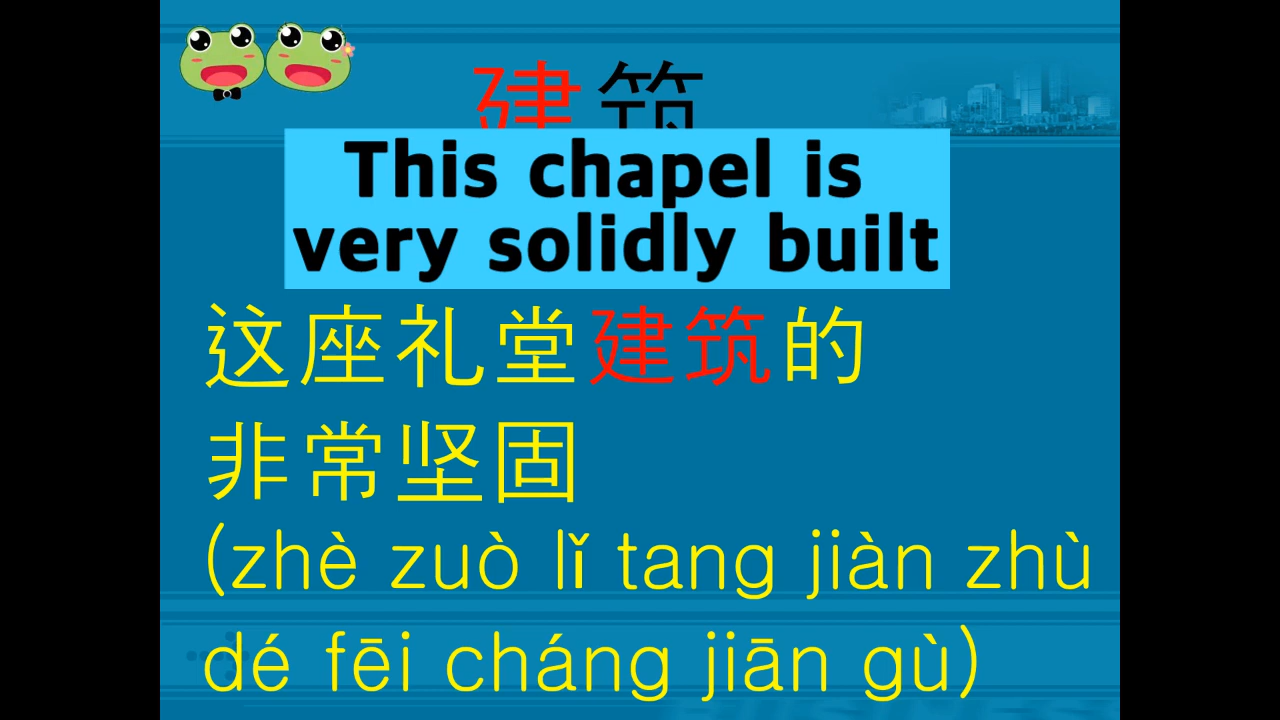 建筑
This chapel is
very solidly built
这座礼堂建筑的
非常坚固
(zhè zuò lǐ tang jiàn zhù
dé fēi cháng jiān gù)